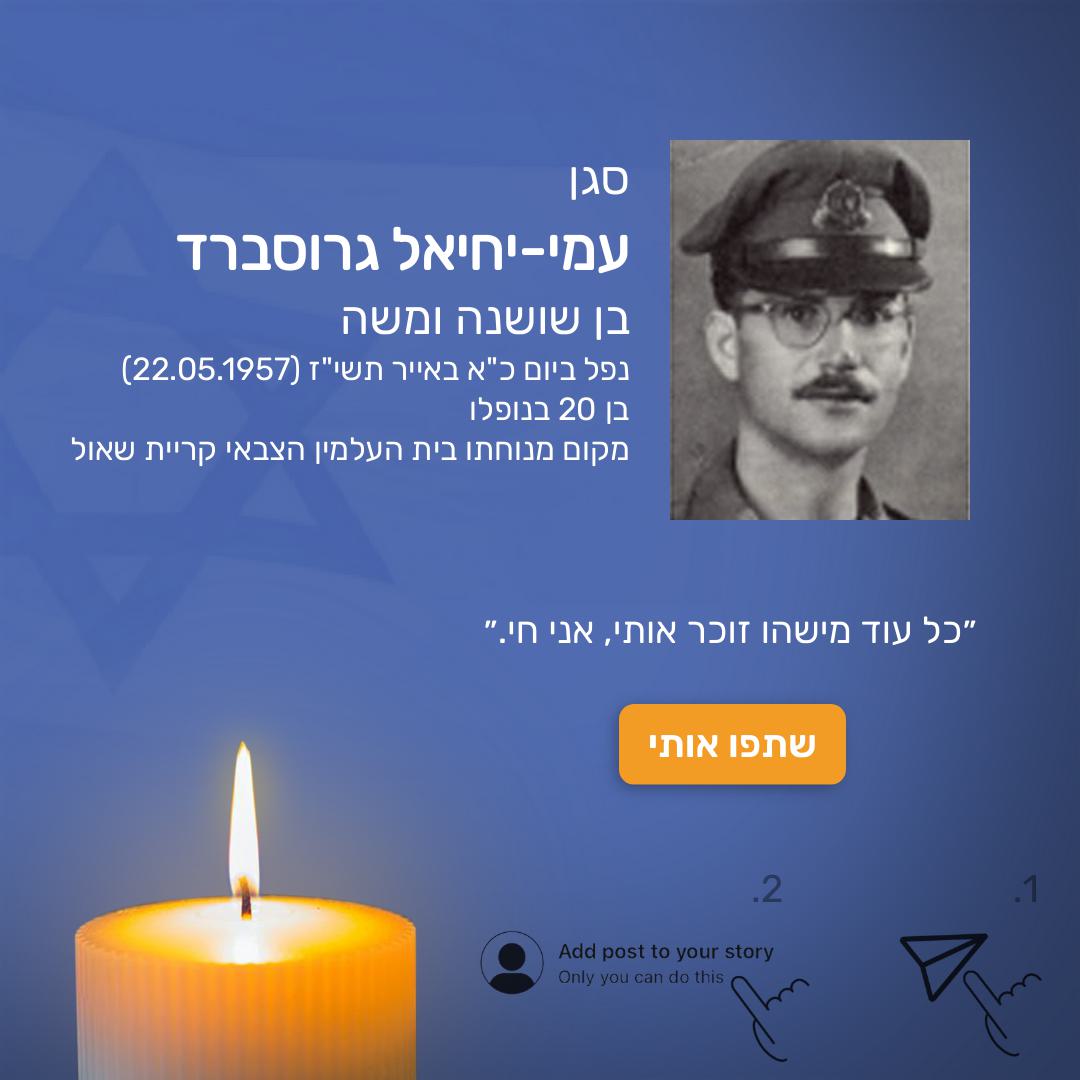 סגן
עמי-יחיאל גרוסברד
בן שושנה ומשה
נפל ביום כ"א באייר תשי"ז (22.05.1957)
בן 20 בנופלו
מקום מנוחתו בית העלמין הצבאי קריית שאול
״כל עוד מישהו זוכר אותי, אני חי.״
שתפו אותי
1.
2.
Add post to your story
Only you can do this